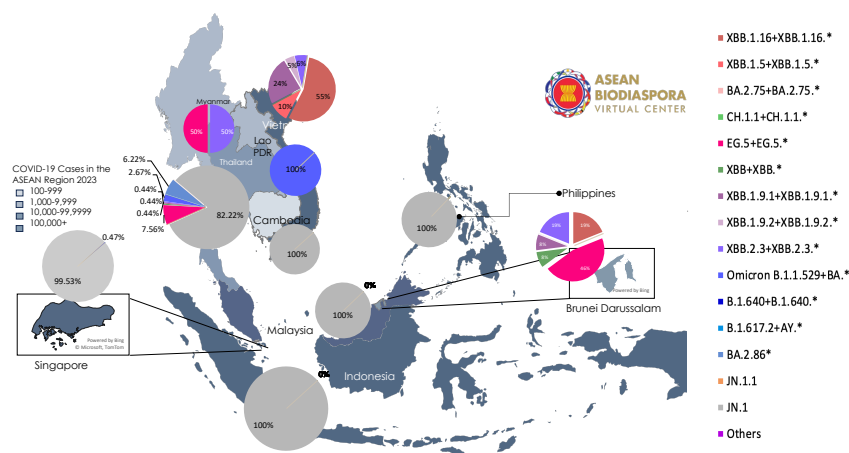 ASEAN
BIODIASPORA
VIRTUAL CENTER
COVID-19 Cases in the
ASEAN Region 2023
100-999
1,000-9,999
10,000-99,9999
100,000+
Myanmar
50%
50%
5%
6%
24%
10%
55%
Lao
PDR
Thailand
100%
6.22%
2.67%
0.44%
0.44%
0.44%
7.56%
82.22%
Cambodia
100%
Philippines
100%
19%
19%
8%
8%
46%
Powered by Bing
Brunei Darussalam
0.47%
99.53%
Powered by Bing
© Microsoft, TomTom
Singapore
Malaysia
100%
0%
Indonesia
100%
0%
XBB.1.16+XBB.1.16.*
XBB.1.5+XBB.1.5.*
BA.2.75+BA.2.75.*
CH.1.1+CH.1.1.*
EG.5+EG.5.*
XBB+XBB.*
XBB.1.9.1+XBB.1.9.1.*
XBB.1.9.2+XBB.1.9.2.*
XBB.2.3+XBB.2.3.*
Omicron B.1.1.529+BA.*
B.1.640+B.1.640.*
B.1.617.2+AY.*
BA.2.86*
JN.1.1
JN.1
Others